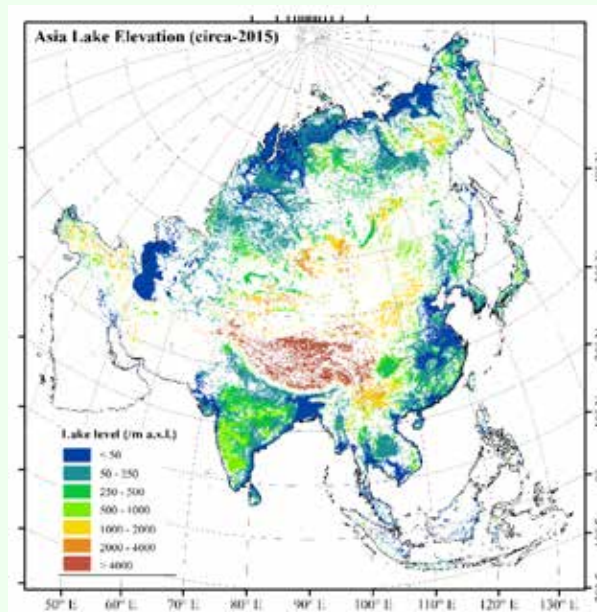 Asia Lake Elevation (circa-2015)
Lake level (/m a.s.l.)
< 50
50 - 250
250 - 500
500 - 1000
1000 - 2000
2000 - 4000
> 4000
50° E 60° E 80° E 90° E 100° E 110° E 120° E 130° E